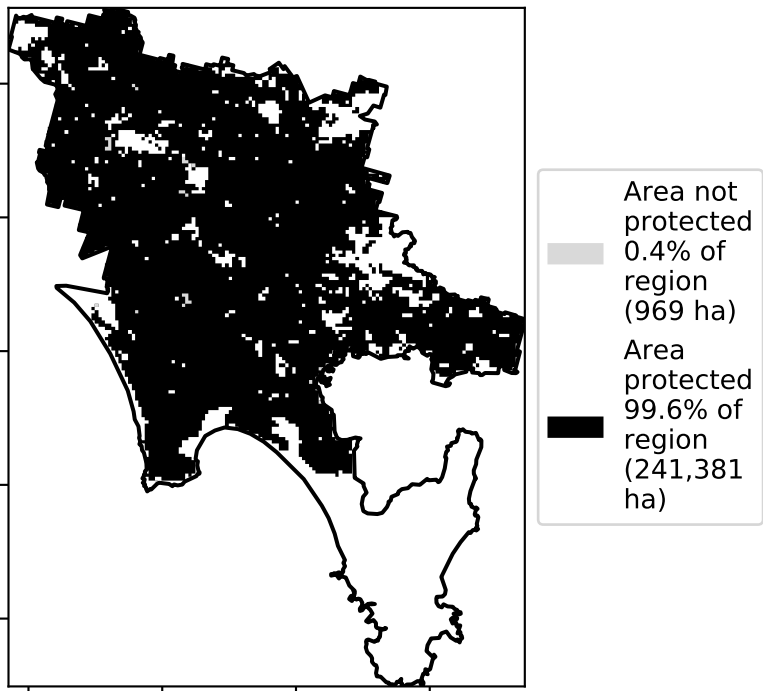 Area not
protected
0.4% of
region
(969 ha)
Area
protected
99.6% of
region
(241,381
ha)